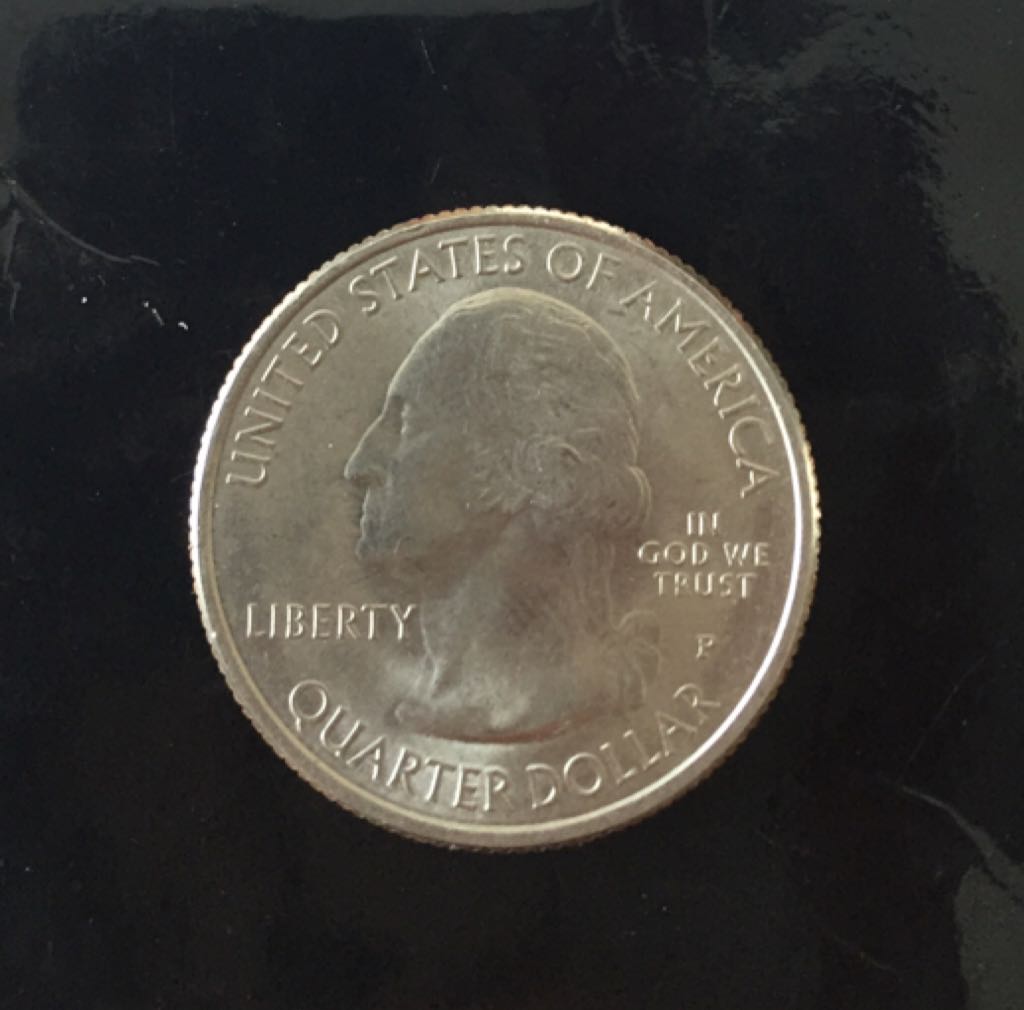 UNITED STATES OF AMERICA
IN
GOD WE
TRUST
LIBERTY
P
QUARTER DOLLAR